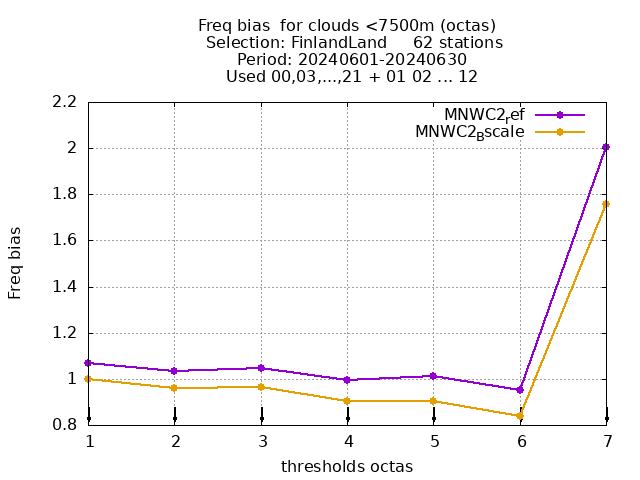 Freq bias  for clouds <7500m (octas)
Selection: FinlandLand     62 stations
Period: 20240601-20240630
Used 00,03,...,21 + 01 02 ... 12
MNWC2ref
MNWC2Bscale
Freq bias
2.2
2
1.8
1.6
1.4
1.2
1
0.8
1 2 3 4 5 6 7
thresholds octas